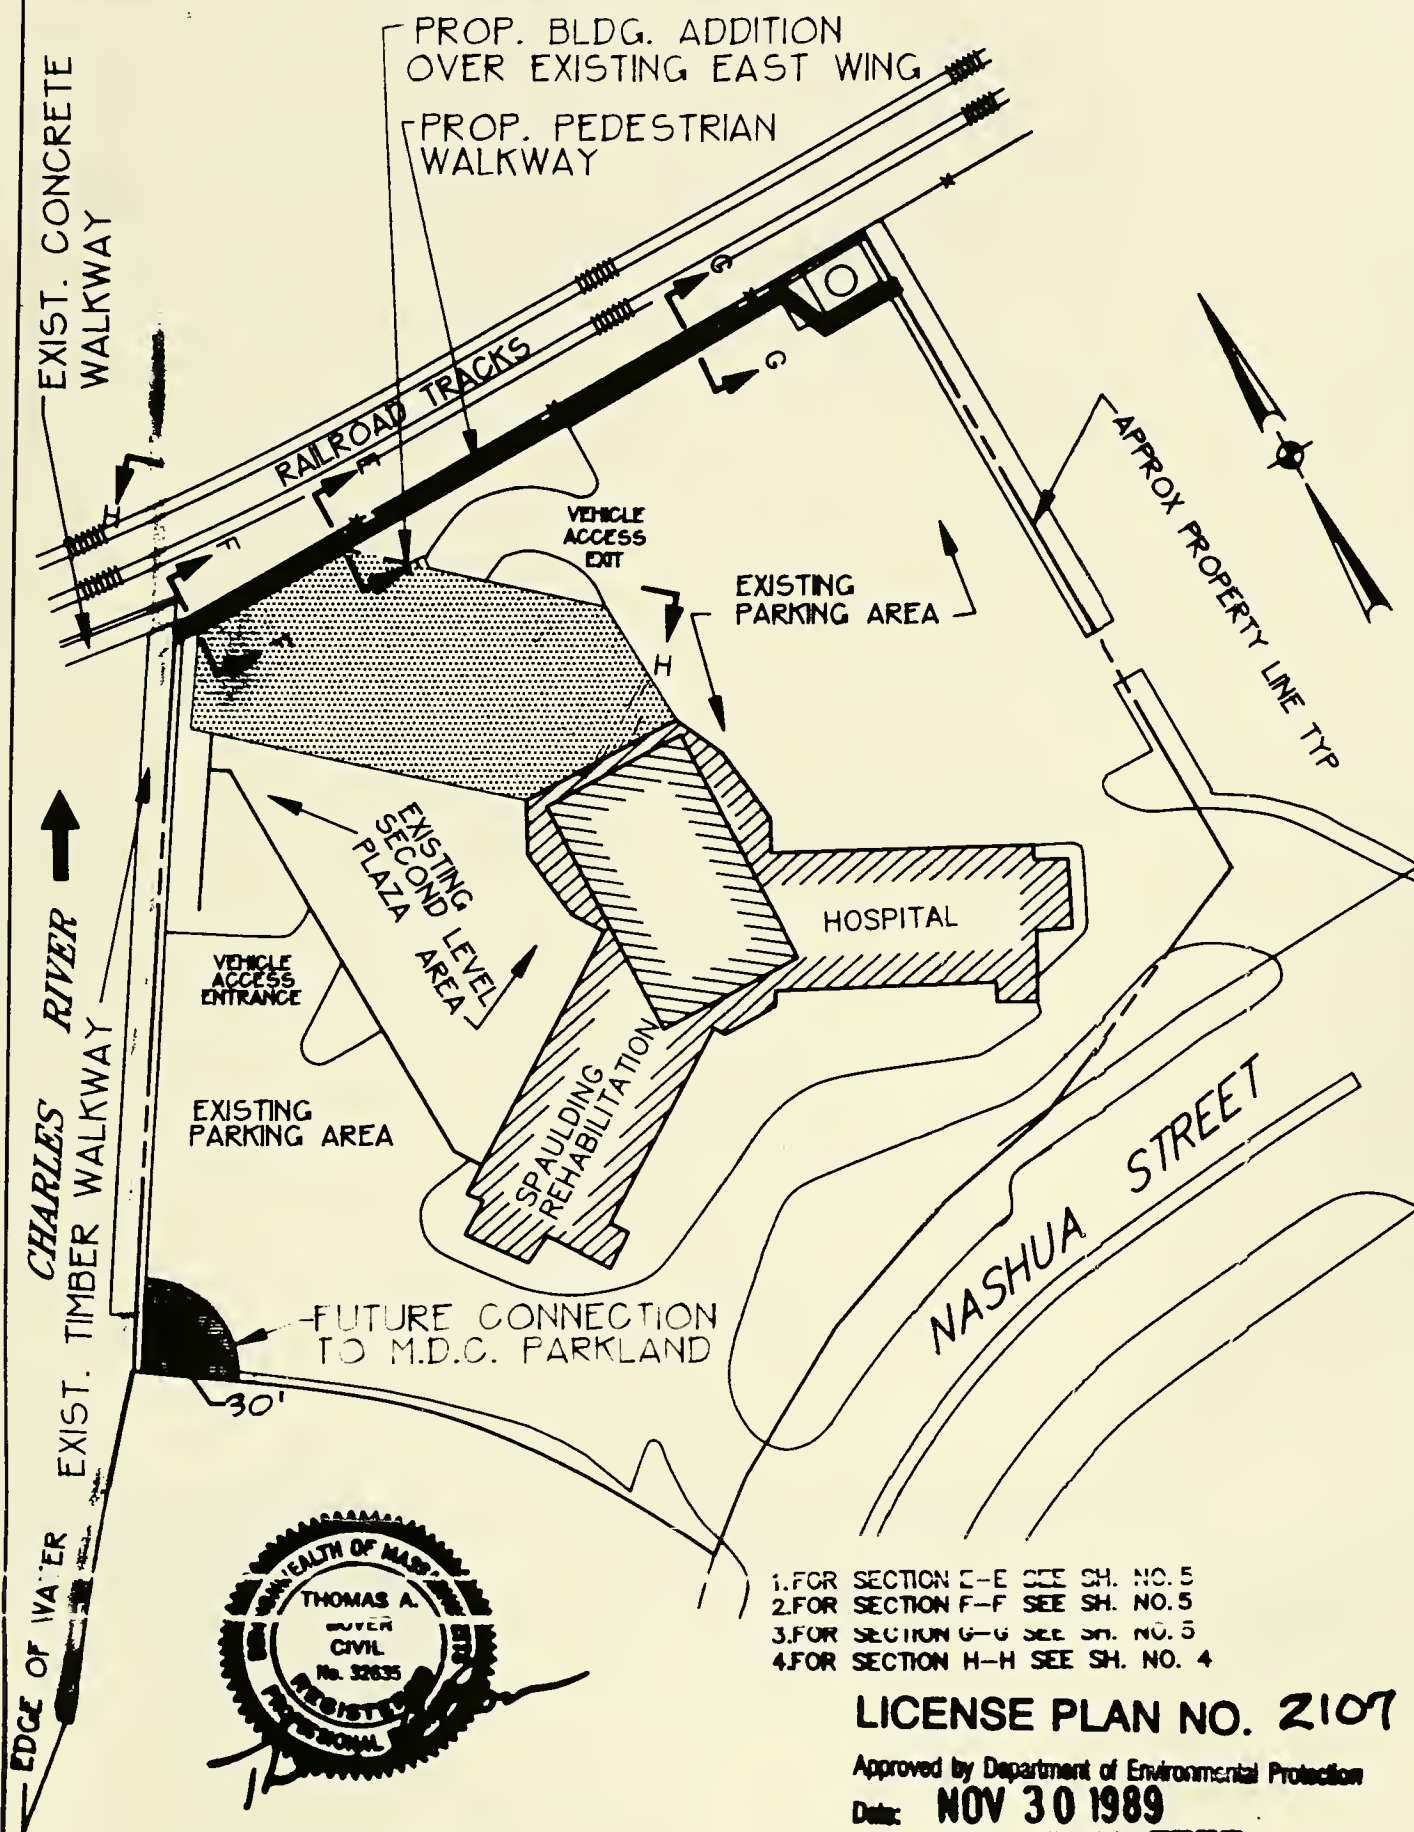 PROP. BLDG. ADDITION
OVER EXISTING EAST WING
PROP. PEDESTRIAN
WALKWAY
EXIST. CONCRETE
WALKWAY
RAILROAD TRACKS
G
G
E
F
H
H
VEHICLE
ACCESS
EXIT
EXISTING
PARKING AREA
APPROX PROPERTY LINE TYP
EXISTING
SECOND LEVEL
PLAZA AREA
HOSPITAL
VEHICLE
ACCESS
ENTRANCE
CHARLES RIVER
EXIST. TIMBER WALKWAY
EXISTING
PARKING AREA
SPAULDING
REHABILITATION
NASHUA STREET
FUTURE CONNECTION
TO M.D.C. PARKLAND
30'
EDGE OF WATER
THOMAS A.
CIVIL
No. 32635
REGISTERED
PROFESSIONAL
1.FOR SECTION E-E SEE SH. NO. 5
2.FOR SECTION F-F SEE SH. NO. 5
3.FOR SECTION G-G SEE SH. NO. 5
4.FOR SECTION H-H SEE SH. NO. 4
LICENSE PLAN NO. 2107
Approved by Department of Environmental Protection
Date: NOV 30 1989